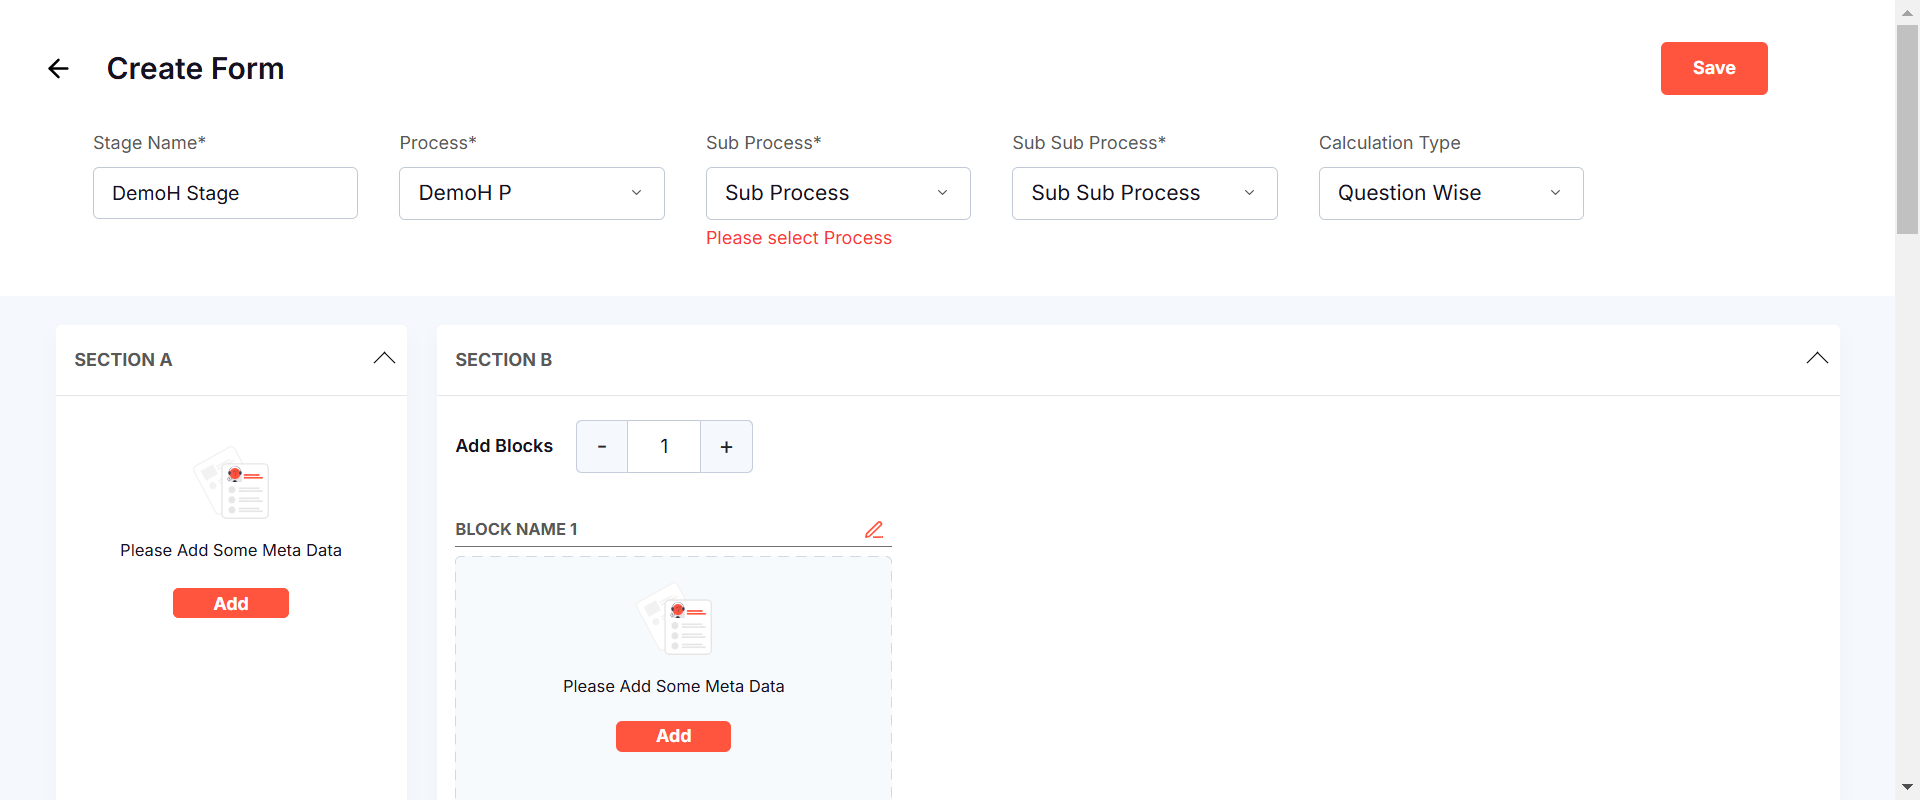 Create Form
Save
Stage Name*
Process*
Sub Process*
Sub Sub Process*
Calculation Type
DemoH Stage
DemoH P
Sub Process
Sub Sub Process
Question Wise
Please select Process
SECTION A
SECTION B
Add Blocks
-
1
+
BLOCK NAME 1
Please Add Some Meta Data
Add
Please Add Some Meta Data
Add